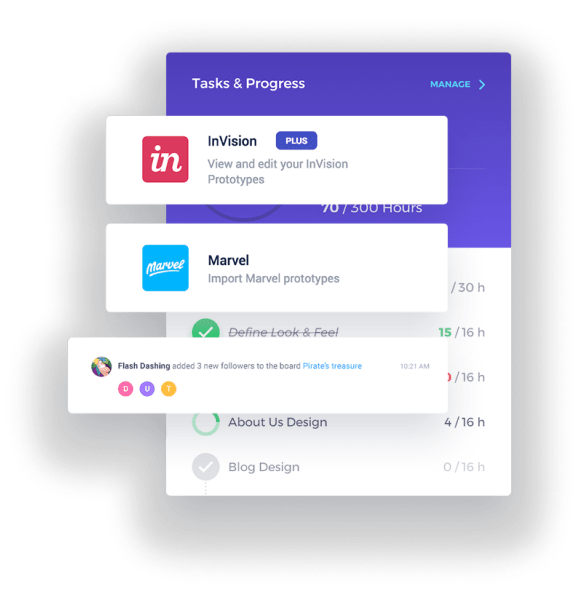 Tasks & Progress
MANAGE
in
InVision PLUS
View and edit your InVision
Prototypes
70 / 300 Hours
Marvel
Marvel
Import Marvel prototypes
/ 30 h
Define Look & Feel
15 / 16 h
Flash Dashing added 3 new followers to the board Pirate's treasure 10:21 AM
D U T
/ 16 h
About Us Design 4 / 16 h
Blog Design 0 / 16 h